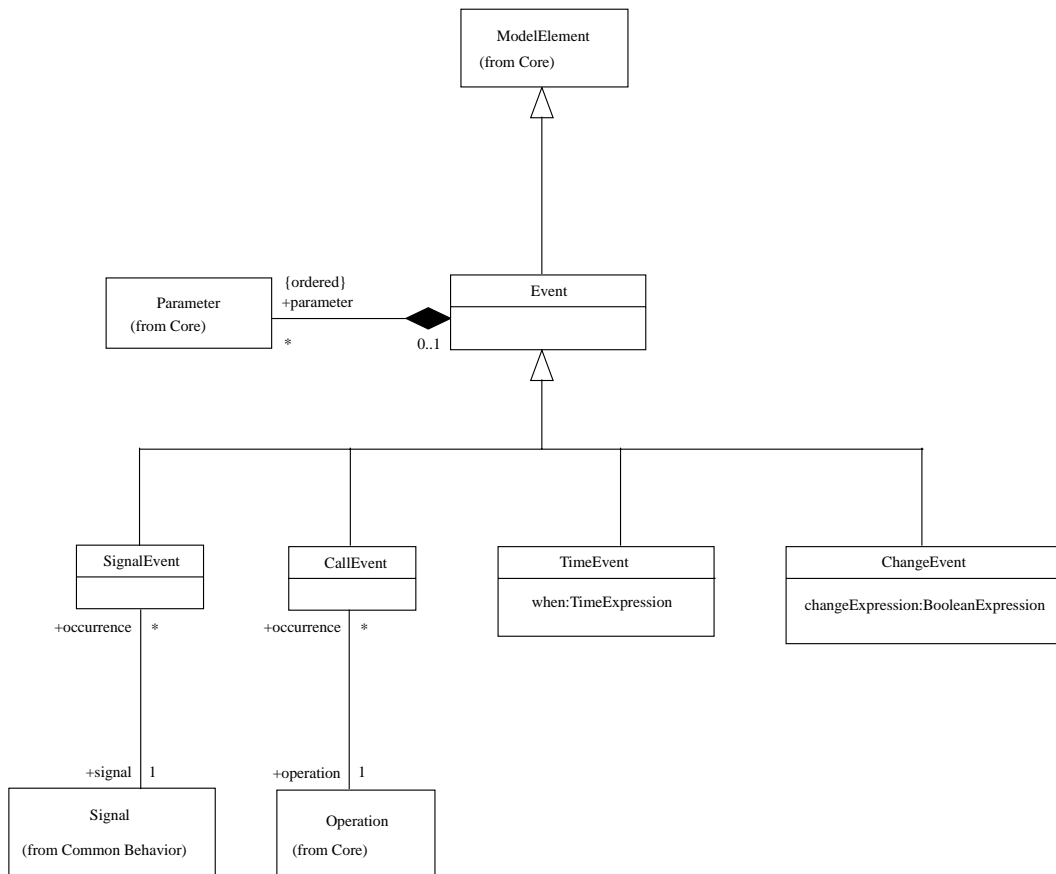 ModelElement
(from Core)
{ordered}
+parameter
Parameter
(from Core)
*
0..1
Event
SignalEvent
CallEvent
TimeEvent
when:TimeExpression
ChangeEvent
changeExpression:BooleanExpression
+occurrence
*
+occurrence
*
+signal
1
+operation
1
Signal
(from Common Behavior)
Operation
(from Core)